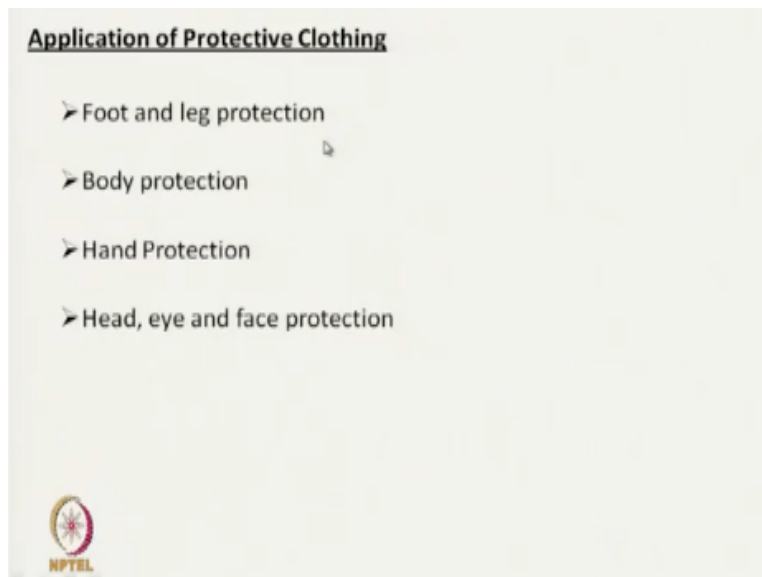 Application of Protective Clothing
➢Foot and leg protection
➢Body protection
➢Hand Protection
➢Head, eye and face protection
NPTEL